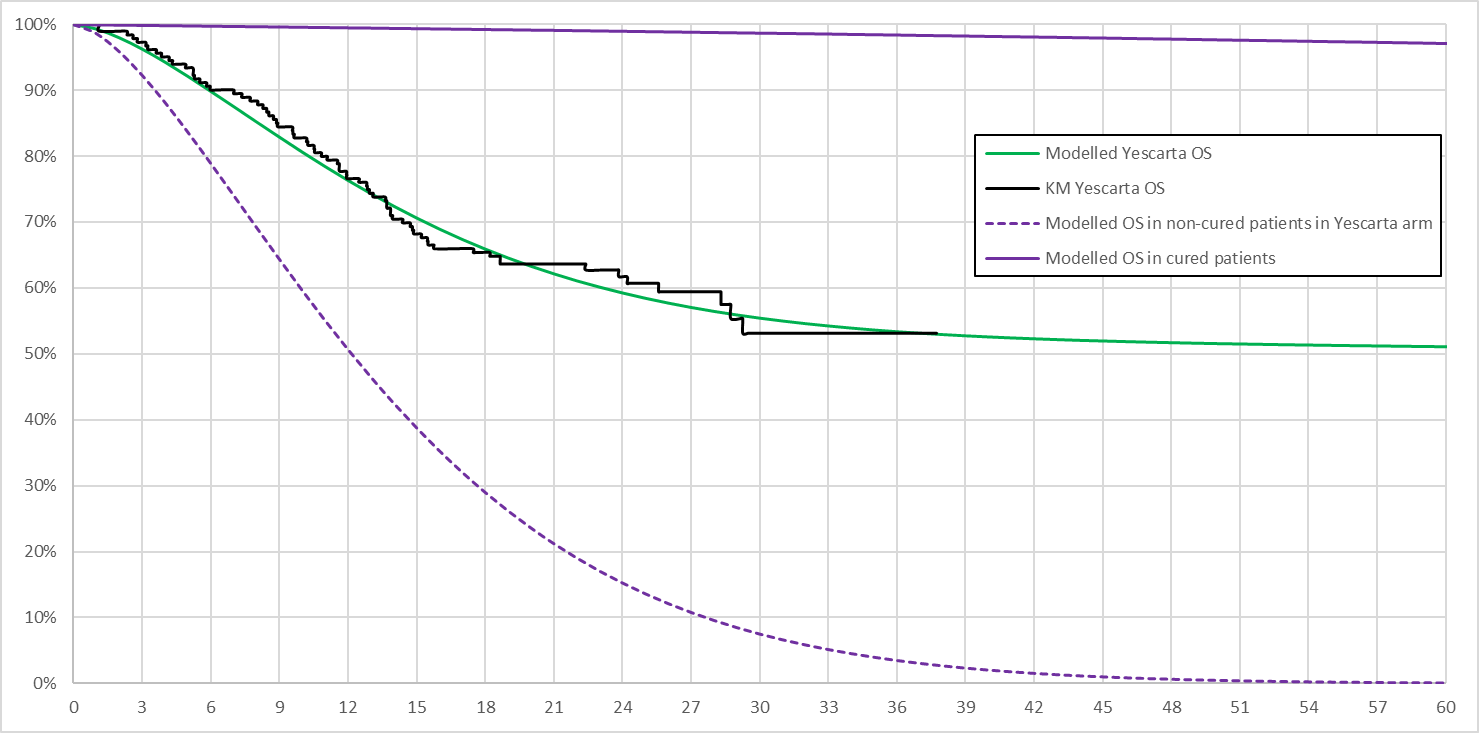 100%
90%
80%
70%
60%
50%
40%
30%
20%
10%
0%
Modelled Yescarta OS
KM Yescarta OS
Modelled OS in non-cured patients in Yescarta arm
Modelled OS in cured patients
0 3 6 9 12 15 18 21 24 27 30 33 36 39 42 45 48 51 54 57 60